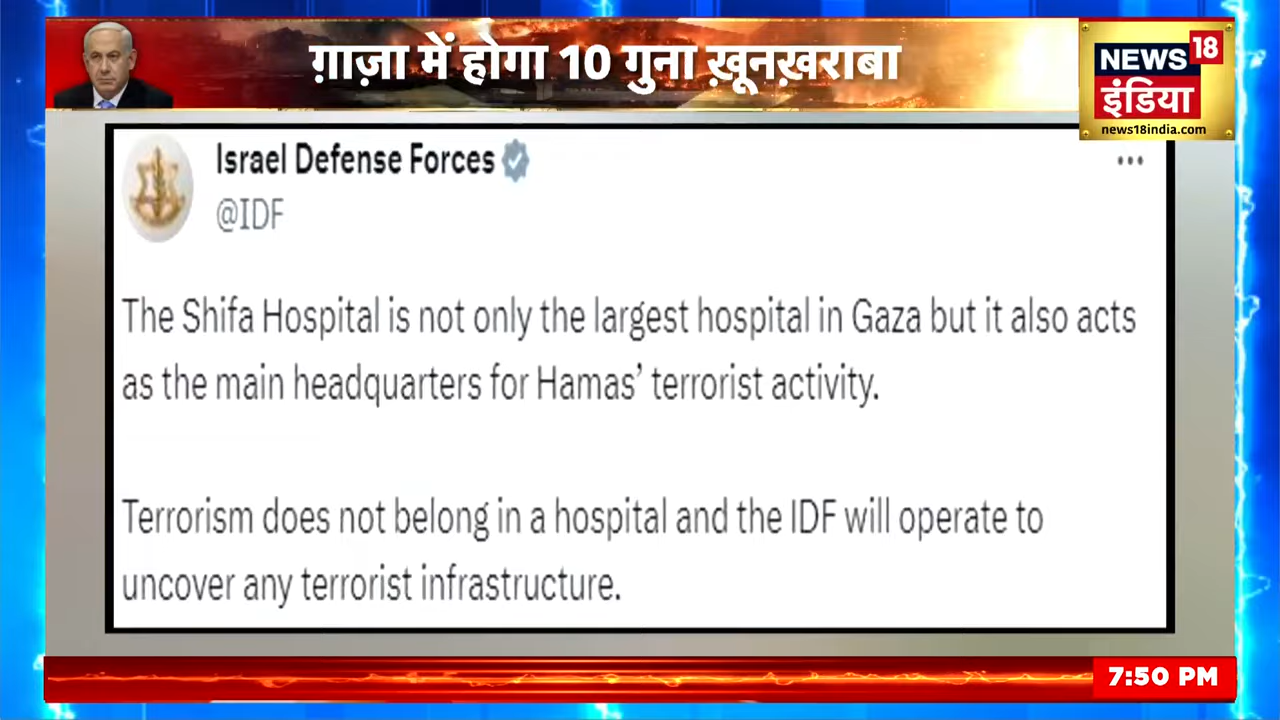 ग़ाज़ा में होगा 10 गुना ख़ूनख़राबा
NEWS 18
इंडिया
news18india.com
Israel Defense Forces
@IDF
The Shifa Hospital is not only the largest hospital in Gaza but it also acts
as the main headquarters for Hamas’ terrorist activity.
Terrorism does not belong in a hospital and the IDF will operate to
uncover any terrorist infrastructure.
7:50 PM